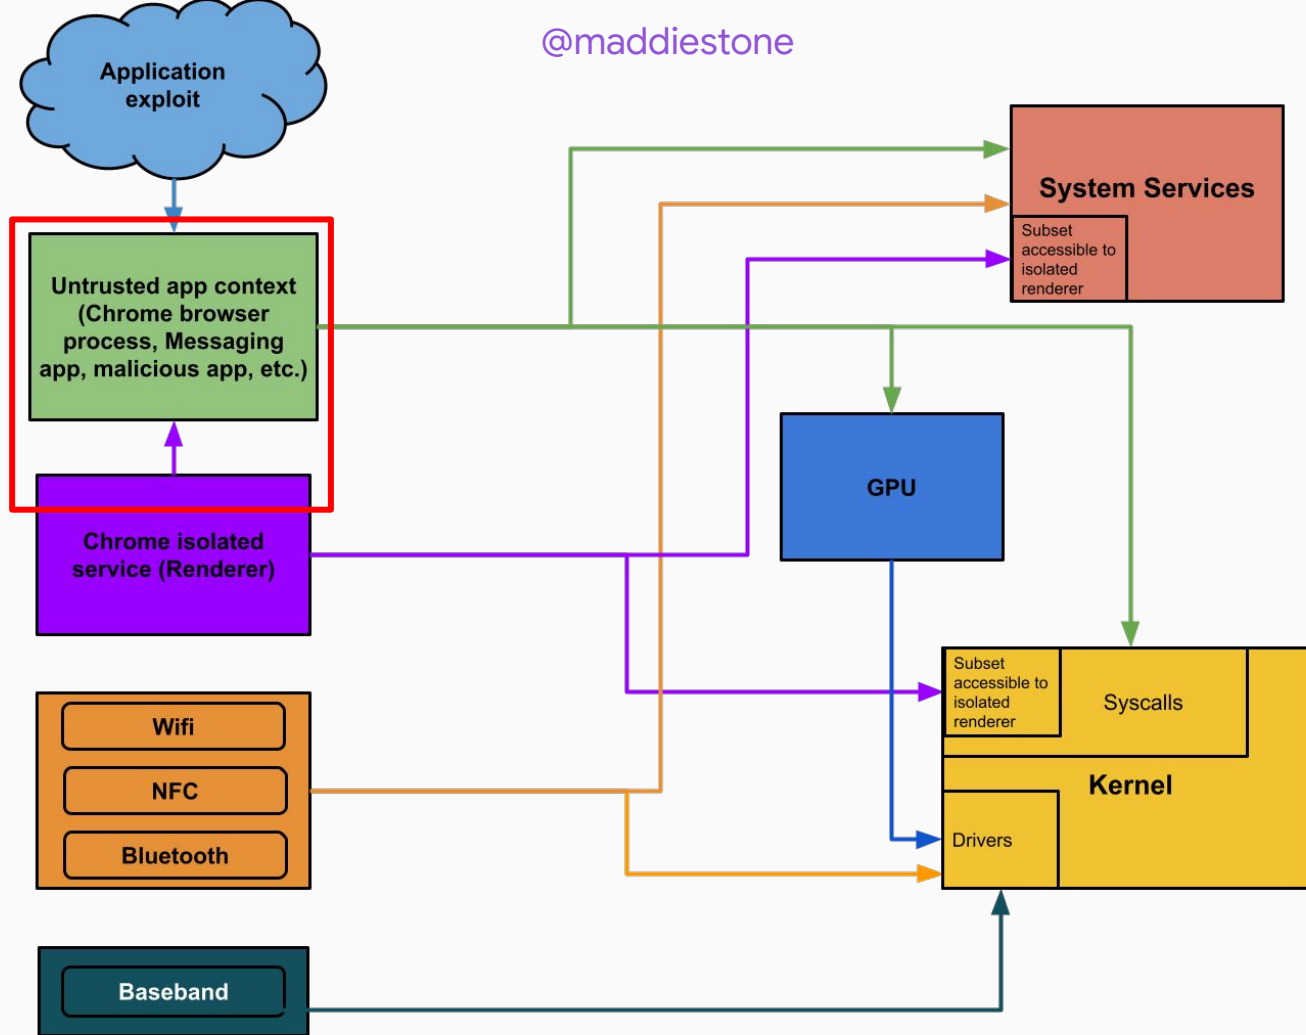 @maddiestone
Application
exploit
System Services
Subset
accessible to
isolated
renderer
Untrusted app context
(Chrome browser
process, Messaging
app, malicious app, etc.)
GPU
Chrome isolated
service (Renderer)
Subset
accessible to
isolated
renderer
Syscalls
Kernel
Drivers
Wifi
NFC
Bluetooth
Baseband